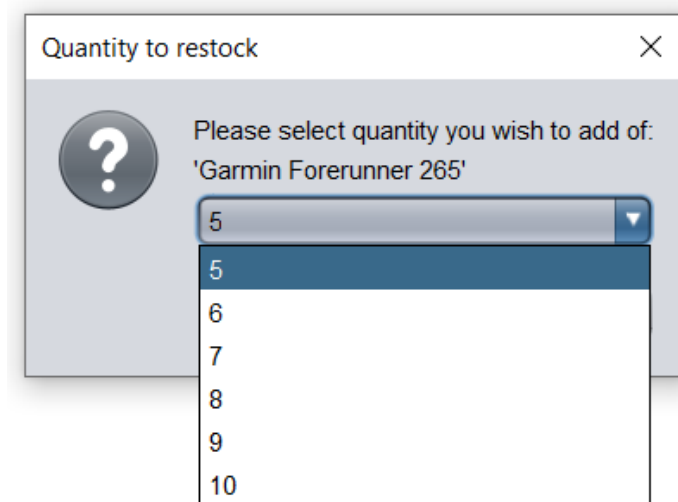 Quantity to restock
Please select quantity you wish to add of:
'Garmin Forerunner 265'
5
5
6
7
8
9
10